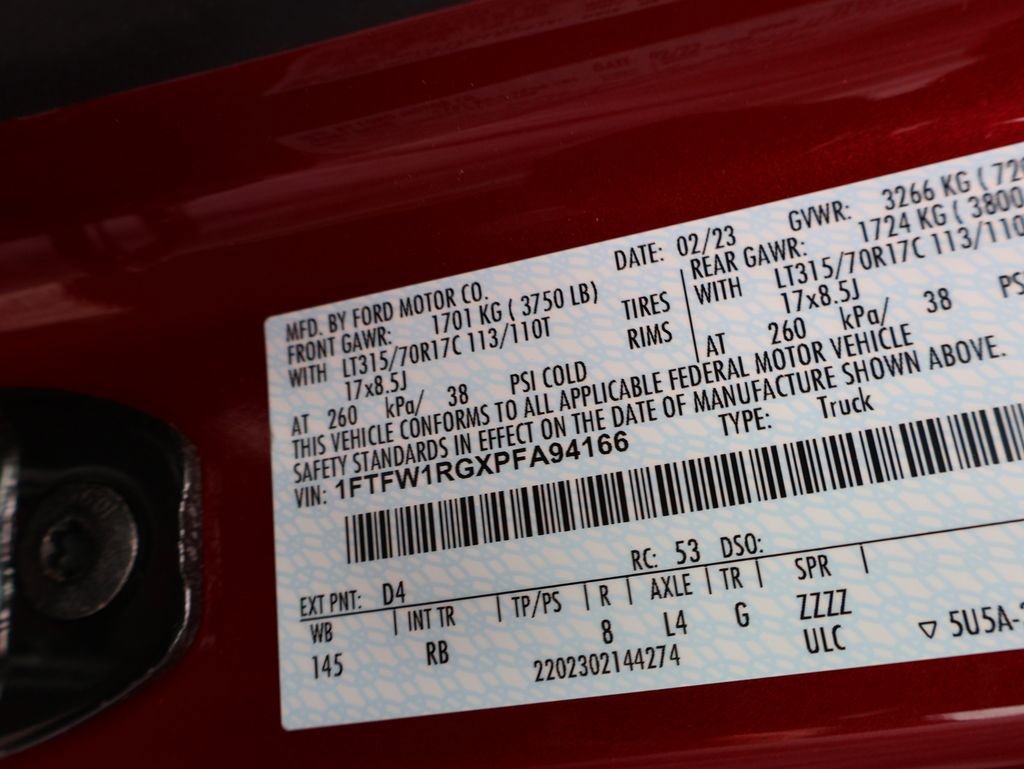 MFD. BY FORD MOTOR CO. DATE: 02/23 GVWR: 3266 KG (
FRONT GAWR: 1701 KG ( 3750 LB) REAR GAWR: 1724 KG ( 3800
WITH LT315/70R17C 113/110T TIRES WITH LT315/70R17C 113/110
17x8.5J RIMS 17x8.5J
AT 260 kPa/ 38 PSI COLD AT 260 kPa/ 38 PS
THIS VEHICLE CONFORMS TO ALL APPLICABLE FEDERAL MOTOR VEHICLE
SAFETY STANDARDS IN EFFECT ON THE DATE OF MANUFACTURE SHOWN ABOVE.
VIN: 1FTFW1RGXPFA94166 TYPE: Truck
EXT PNT: D4 RC: 53 DSO:
WB INT TR TP/PS R AXLE TR SPR
145 RB 8 L4 G ZZZZ
2202302144274 ULC ▽ 5U5A-